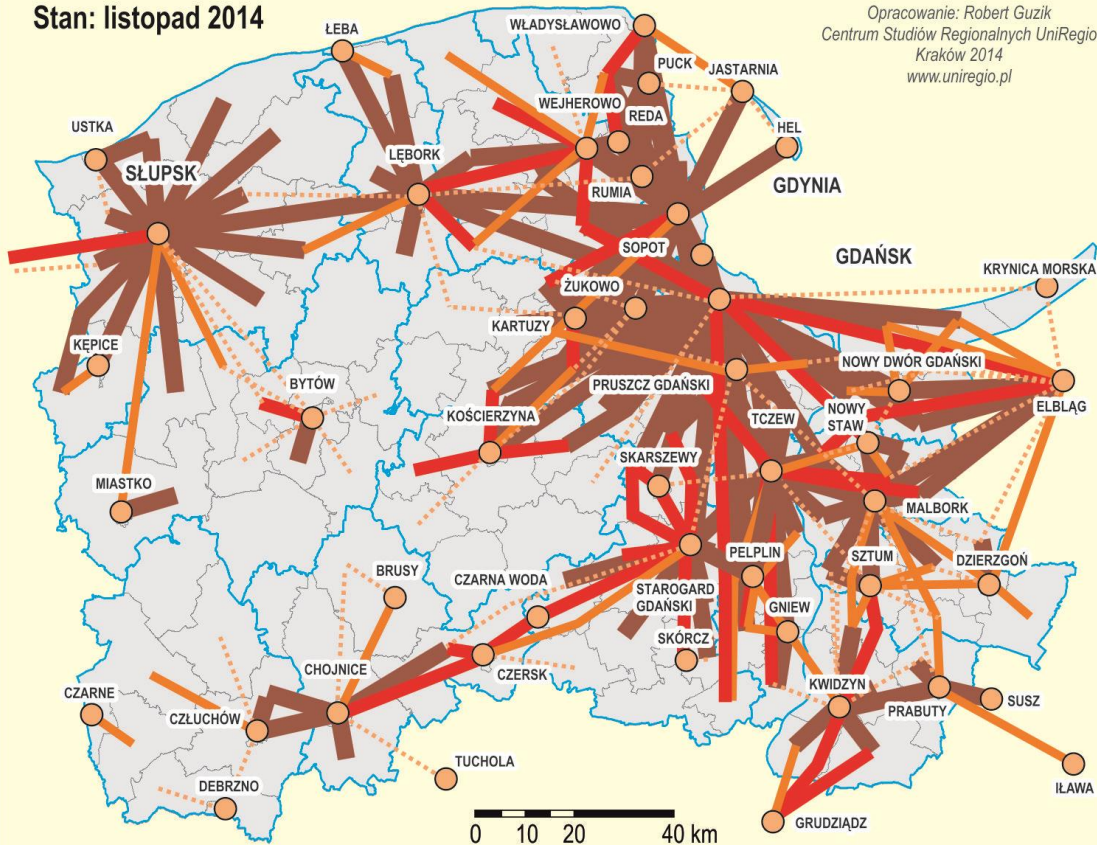 Stan: listopad 2014
Opracowanie: Robert Guzik
Centrum Studiów Regionalnych UniRegio
Kraków 2014
www.uniregio.pl
ŁEBA
WŁADYSŁAWOWO
PUCK
JASTARNIA
WEJHEROWO
REDA
HEL
USTKA
SŁUPSK
LĘBORK
RUMIA
GDYNIA
SOPOT
GDAŃSK
KRYNICA MORSKA
ŻUKOWO
KARTUZY
KĘPICE
NOWY DWÓR GDAŃSKI
BYTÓW
PRUSZCZ GDAŃSKI
ELBLĄG
KOŚCIERZYNA
TCZEW
NOWY
STAW
SKARSZEWY
MIASTKO
MALBORK
BRUSY
CZARNA WODA
PELPLIN
SZTUM
DZIERZGOŃ
STAROGARD
GDAŃSKI
GNIEW
SKÓRCZ
CHOJNICE
CZERSK
KWIDZYN
CZARNE
CZŁUCHÓW
PRABUTY
SUSZ
TUCHOLA
DEBRZNO
IŁAWA
GRUDZIĄDZ
0 10 20 40 km